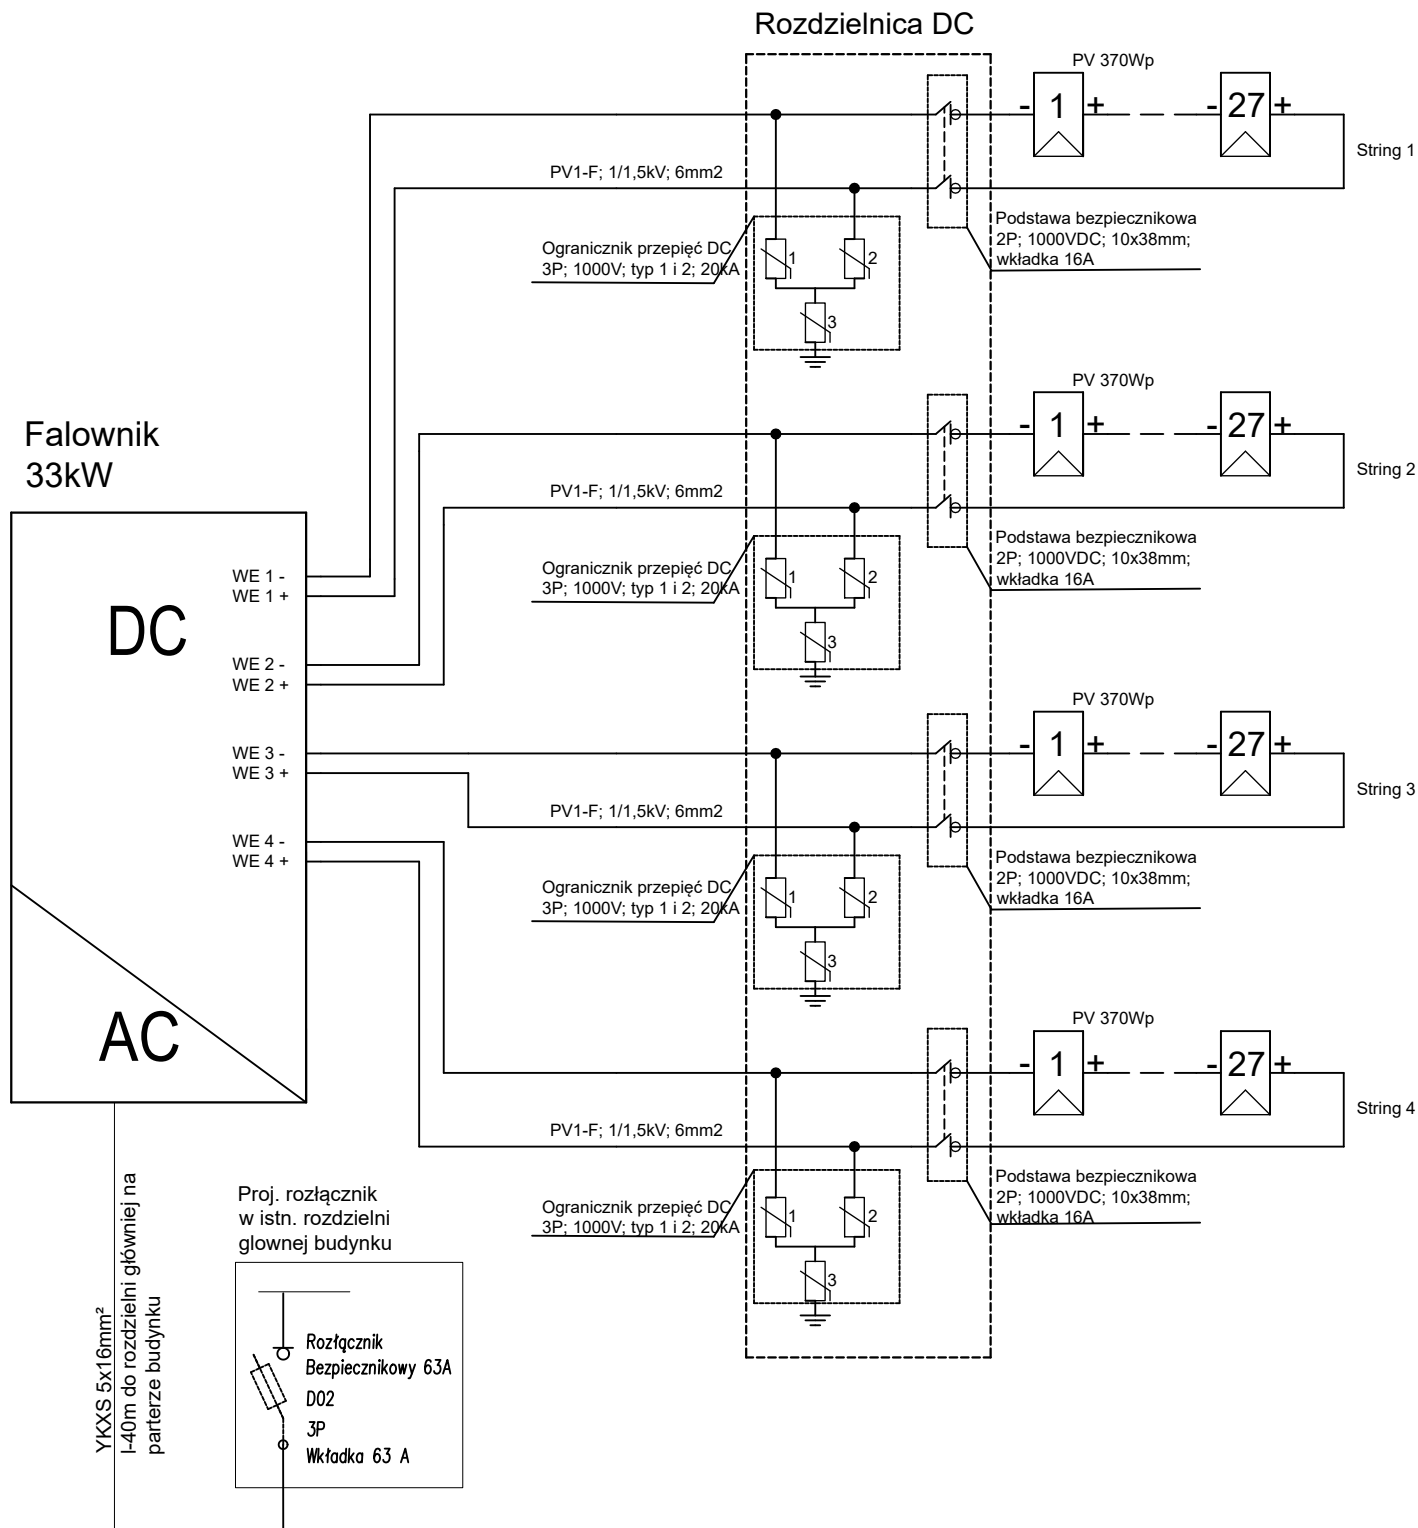 Rozdzielnica DC
PV 370Wp
- 1 + - 27 +
String 1
PV1-F; 1/1,5kV; 6mm2
Podstawa bezpiecznikowa
2P; 1000VDC; 10x38mm;
wkładka 16A
Ogranicznik przepięć DC
3P; 1000V; typ 1 i 2; 20kA
1
2
3
PV 370Wp
- 1 + - 27 +
String 2
PV1-F; 1/1,5kV; 6mm2
Podstawa bezpiecznikowa
2P; 1000VDC; 10x38mm;
wkładka 16A
Ogranicznik przepięć DC
3P; 1000V; typ 1 i 2; 20kA
1
2
3
Falownik
33kW
DC
WE 1 -
WE 1 +
WE 2 -
WE 2 +
WE 3 -
WE 3 +
WE 4 -
WE 4 +
AC
PV 370Wp
- 1 + - 27 +
String 3
PV1-F; 1/1,5kV; 6mm2
Podstawa bezpiecznikowa
2P; 1000VDC; 10x38mm;
wkładka 16A
Ogranicznik przepięć DC
3P; 1000V; typ 1 i 2; 20kA
1
2
3
PV 370Wp
- 1 + - 27 +
String 4
PV1-F; 1/1,5kV; 6mm2
Podstawa bezpiecznikowa
2P; 1000VDC; 10x38mm;
wkładka 16A
Ogranicznik przepięć DC
3P; 1000V; typ 1 i 2; 20kA
1
2
3
YKXS 5x16mm²
l-40m do rozdzielni głowniej na
parterze budynku
Proj. rozłącznik
w istn. rozdzielni
glownej budynku
Rozłącznik
Bezpiecznikowy 63A
D02
3P
Wkładka 63 A